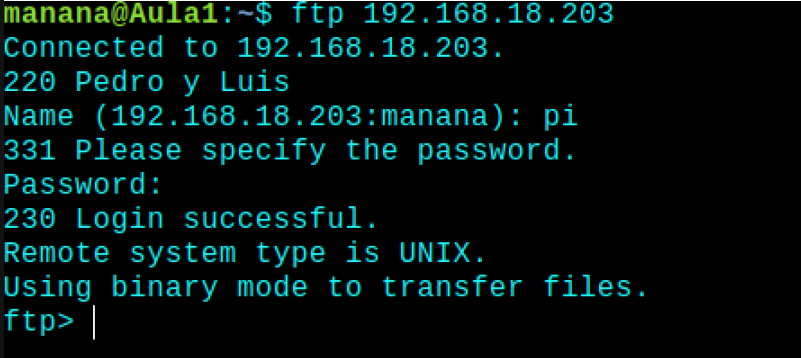 manana@Aula1:~$ ftp 192.168.18.203
Connected to 192.168.18.203.
220 Pedro y Luis
Name (192.168.18.203:manana): pi
331 Please specify the password.
Password:
230 Login successful.
Remote system type is UNIX.
Using binary mode to transfer files.
ftp>